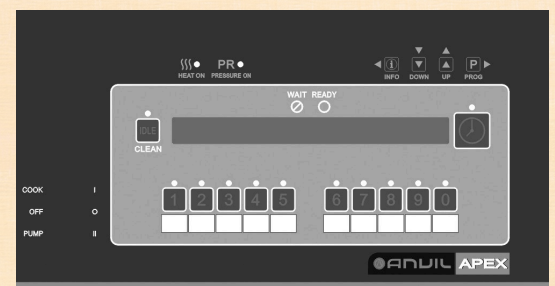 PR
HEAT ON PRESSURE ON
i P
INFO DOWN UP PROG
WAIT READY
IDLE
CLEAN
COOK I
OFF O
PUMP II
1 2 3 4 5 6 7 8 9 0
ANVIL APEX